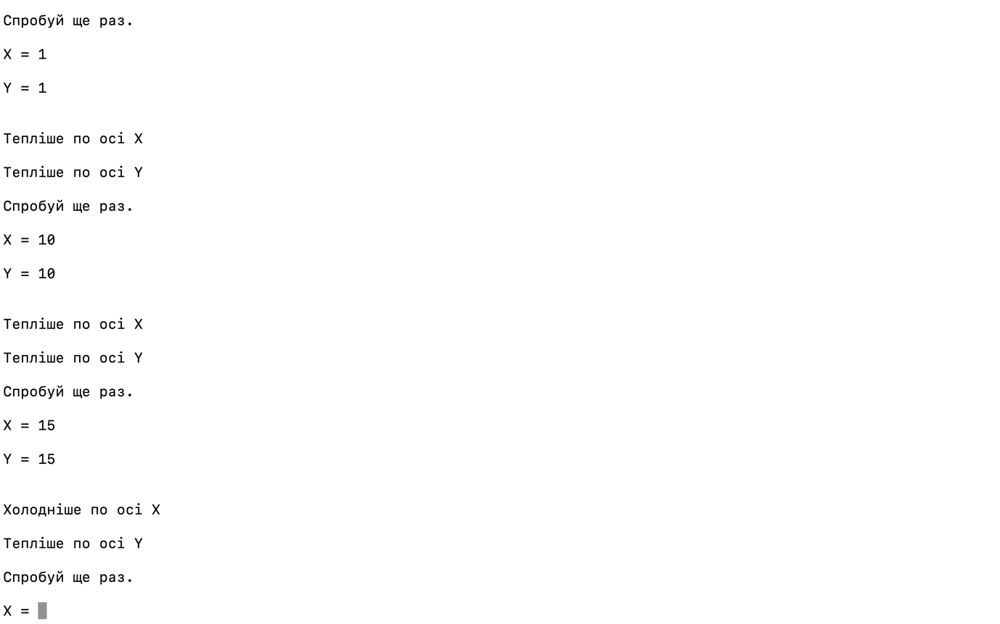 Спробуй ще раз.
X = 1
Y = 1
Тепліше по осі X
Тепліше по осі Y
Спробуй ще раз.
X = 10
Y = 10
Тепліше по осі X
Тепліше по осі Y
Спробуй ще раз.
X = 15
Y = 15
Холодніше по осі X
Тепліше по осі Y
Спробуй ще раз.
X =